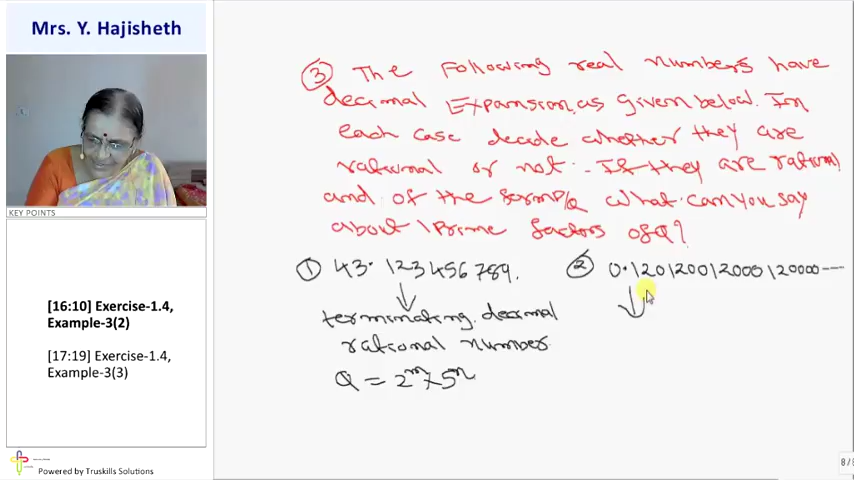 Mrs. Y. Hajisheth
KEY POINTS
[16:10] Exercise-1.4,
Example-3(2)
[17:19] Exercise-1.4,
Example-3(3)
Powered by Truskills Solutions
③ The Following real numbers have
decimal Expansion, as given below. In
each case decide whether they are
rational or not. If they are rational
and of the form P/Q what can you say
about Prime factors of Q?
① 43.123456789.
terminating decimal
rational number
Q = 2^m × 5^n
② 0.120120012000120000----
8/8